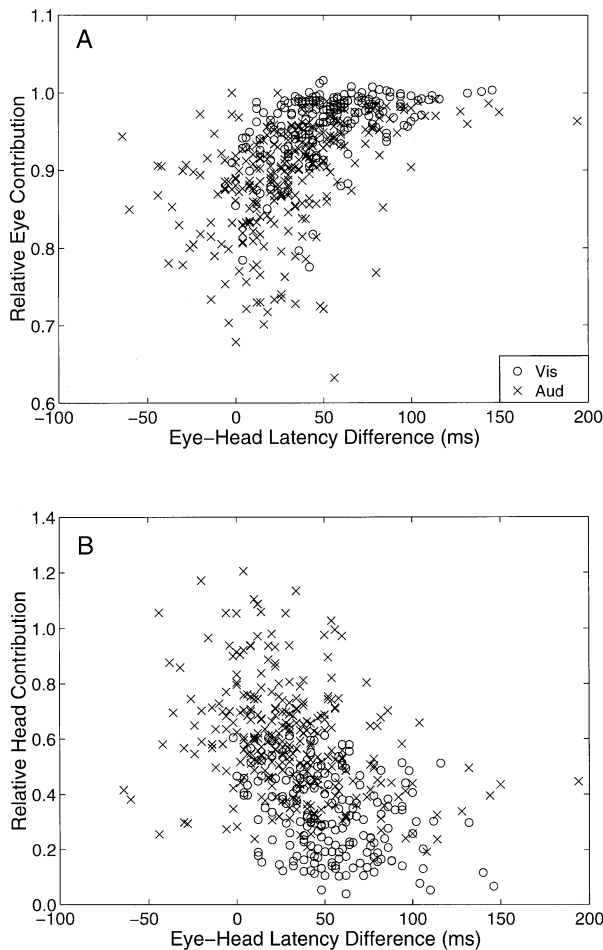 A
1.1
1.0
0.9
0.8
0.7
0.6
Relative Eye Contribution
Vis
Aud
−100 −50 0 50 100 150 200
Eye−Head Latency Difference (ms)
B
1.4
1.2
1.0
0.8
0.6
0.4
0.2
0.0
Relative Head Contribution
−100 −50 0 50 100 150 200
Eye−Head Latency Difference (ms)